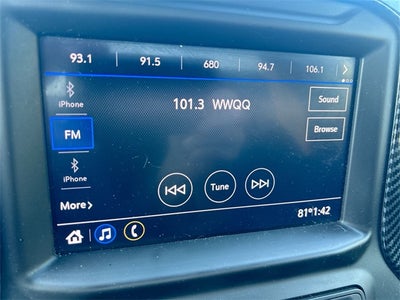 93.1 91.5 680 94.7 106.1
iPhone
101.3 WWQQ
Sound
FM
Browse
iPhone
Tune
More
81° 1:42